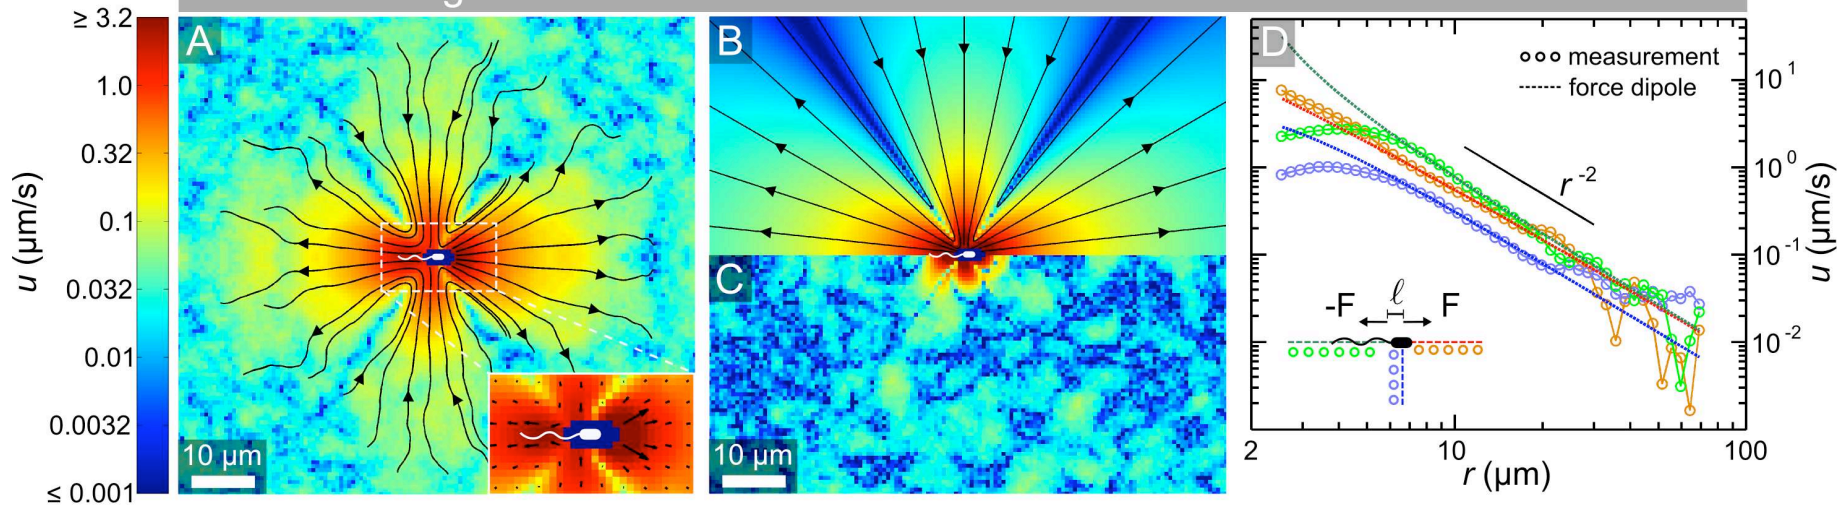 g
≥ 3.2
1.0
0.32
0.1
0.032
0.01
0.0032
≤ 0.001
u (μm/s)
A
10 μm
B
C
10 μm
D
measurement
force dipole
r -2
-F
ℓ
F
10 1
10 0
10 -1
10 -2
u (μm/s)
2
10
100
r (μm)